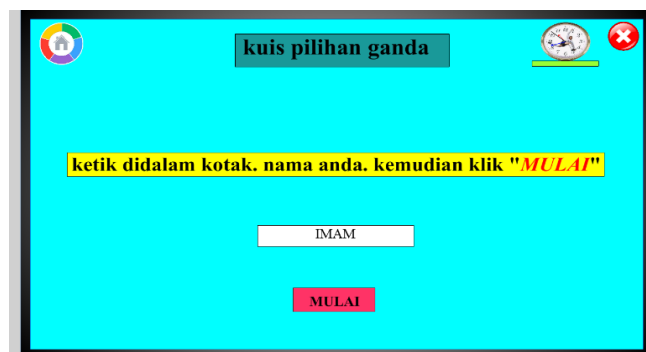 kuis pilihan ganda
ketik didalam kotak. nama anda. kemudian klik "MULAI"
IMAM
MULAI